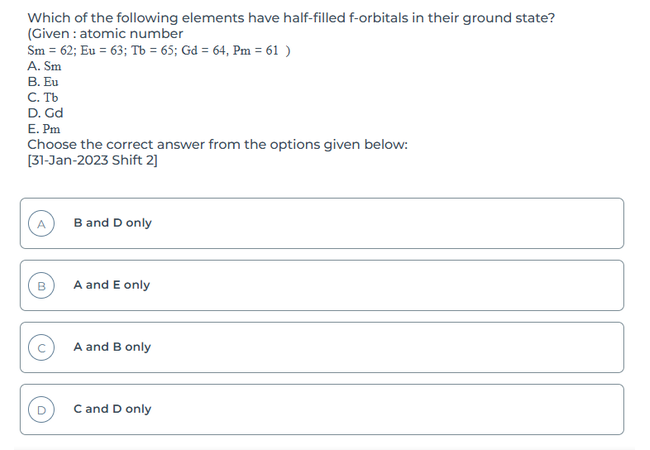 Which of the following elements have half-filled f-orbitals in their ground state?
(Given : atomic number
Sm = 62; Eu = 63; Tb = 65; Gd = 64, Pm = 61 )
A. Sm
B. Eu
C. Tb
D. Gd
E. Pm
Choose the correct answer from the options given below:
[31-Jan-2023 Shift 2]
A B and D only
B A and E only
C A and B only
D C and D only